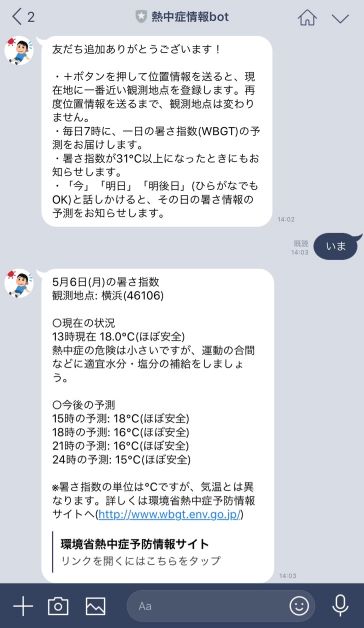 2
熱中症情報bot
友だち追加ありがとうございます！
・＋ボタンを押して位置情報を送ると、現
在地に一番近い観測地点を登録します。再
度位置情報を送るまで、観測地点は変わり
ません。
・毎日7時に、一日の暑さ指数(WBGT)の予
測をお届けします。
・暑さ指数が31°C以上になったときにもお
知らせします。
・「今」「明日」「明後日」(ひらがなでも
OK)と話しかけると、その日の暑さ情報の
予測をお知らせします。
14:02
既読
14:03
いま
5月6日(月)の暑さ指数
観測地点: 横浜(46106)
○現在の状況
13時現在 18.0°C(ほぼ安全)
熱中症の危険は小さいですが、運動の合間
などに適宜水分・塩分の補給をしましょ
う。
○今後の予測
15時の予測: 18°C(ほぼ安全)
18時の予測: 16°C(ほぼ安全)
21時の予測: 16°C(ほぼ安全)
24時の予測: 15°C(ほぼ安全)
※暑さ指数の単位は°Cですが、気温とは異
なります。詳しくは環境省熱中症予防情報
サイトへ(http://www.wbgt.env.go.jp/)
環境省熱中症予防情報サイト
リンクを開くにはこちらをタップ
14:03
Aa